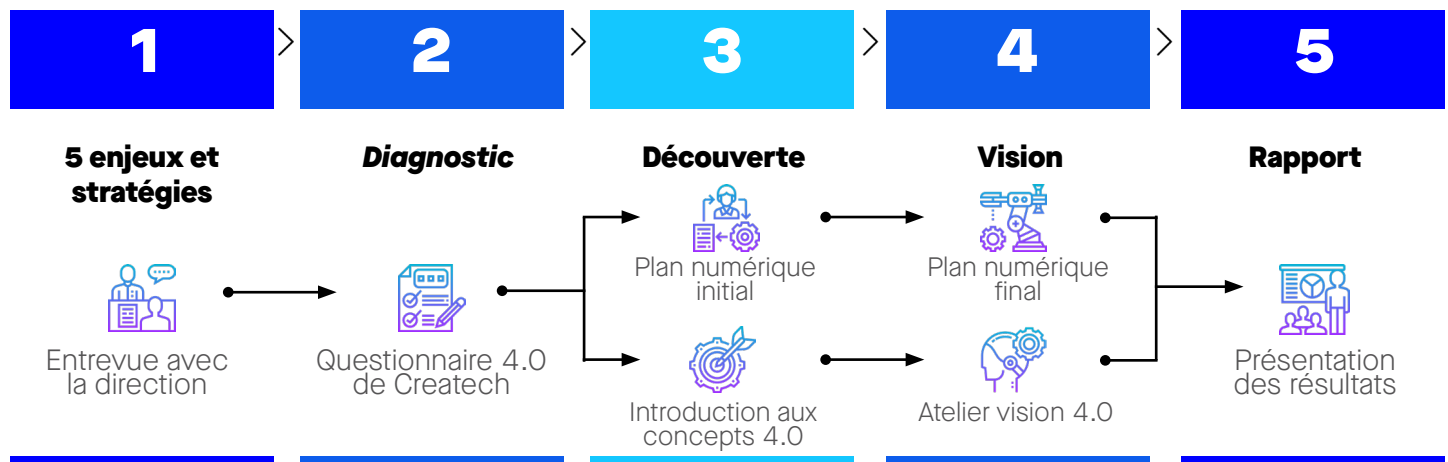 1
2
3
4
5
5 enjeux et
stratégies
Diagnostic
Découverte
Vision
Rapport
Entrevue avec
la direction
Questionnaire 4.0
de Createch
Plan numérique
initial
Introduction aux
concepts 4.0
Plan numérique
final
Atelier vision 4.0
Présentation
des résultats